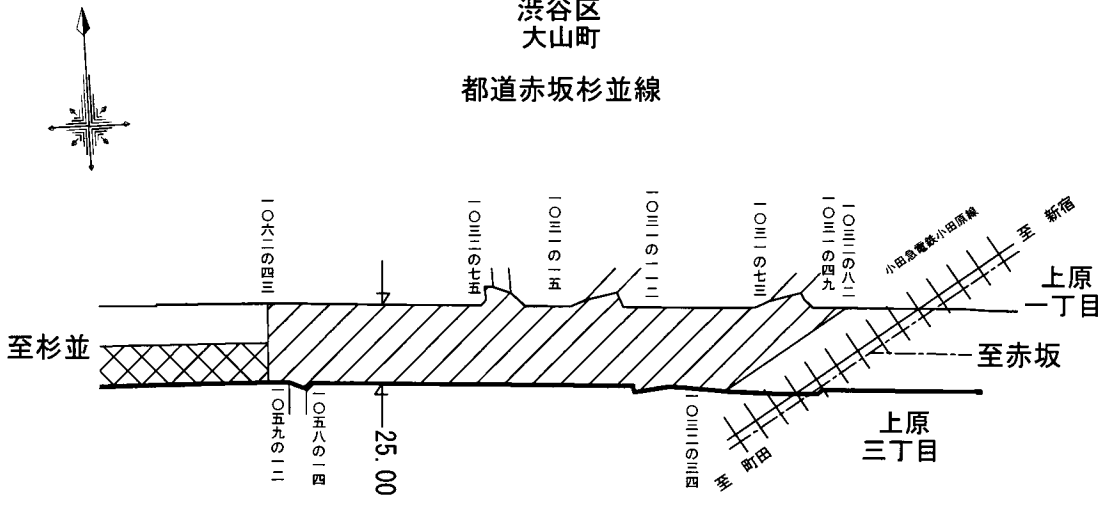 渋谷区
大山町
都道赤坂杉並線
一〇六二の四三
一〇三二の七五
一〇三一の一五
一〇三一の一一二
一〇三一の七三
一〇三一の四九
一〇三二の八二
小田急電鉄小田原線
至 新宿
上原
一丁目
至杉並
至赤坂
一〇五九の一二
一〇五八の一四
25.00
一〇三二の三四
至 町田
上原
三丁目